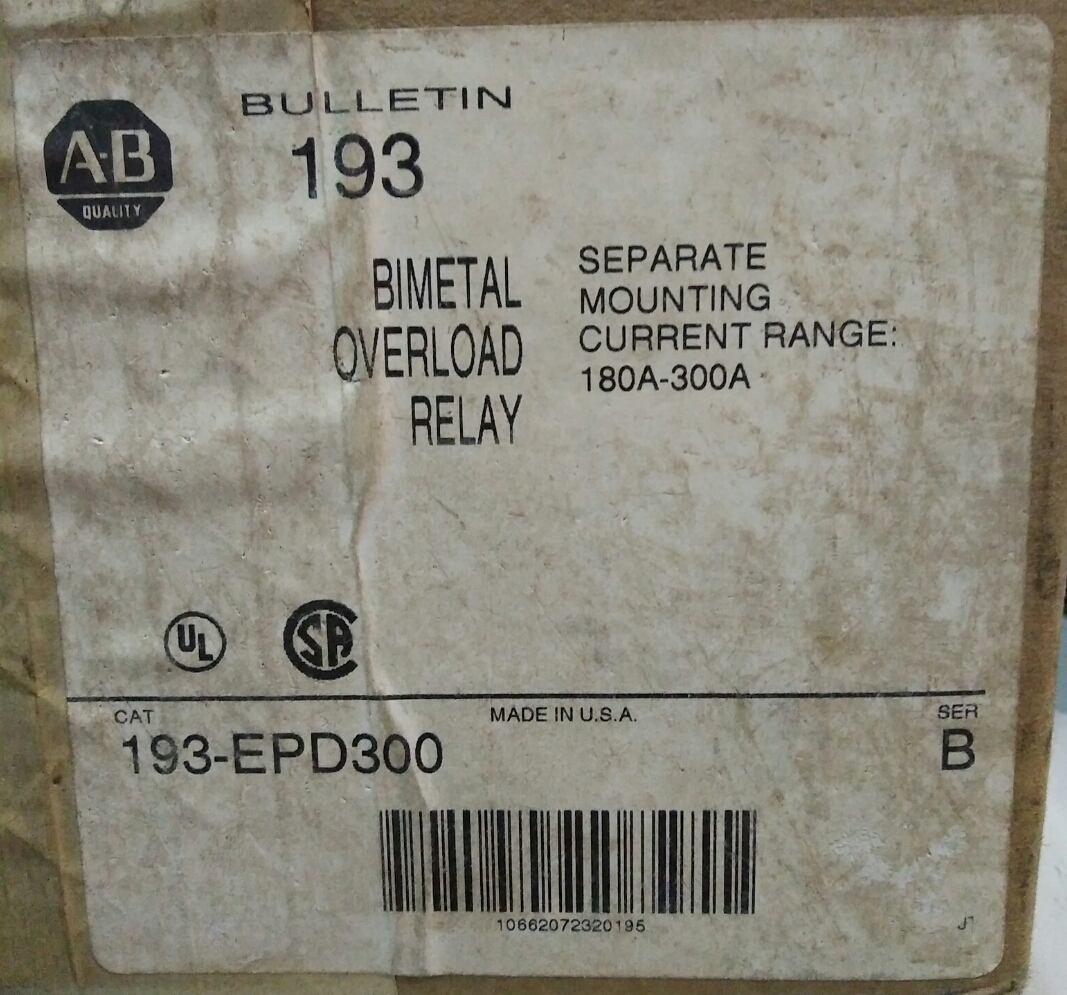 BULLETIN
193
A-B
QUALITY
BIMETAL
OVERLOAD
RELAY
SEPARATE
MOUNTING
CURRENT RANGE:
180A-300A
UL
SA
CAT
MADE IN U.S.A.
SER
193-EPD300
B
10662072320195